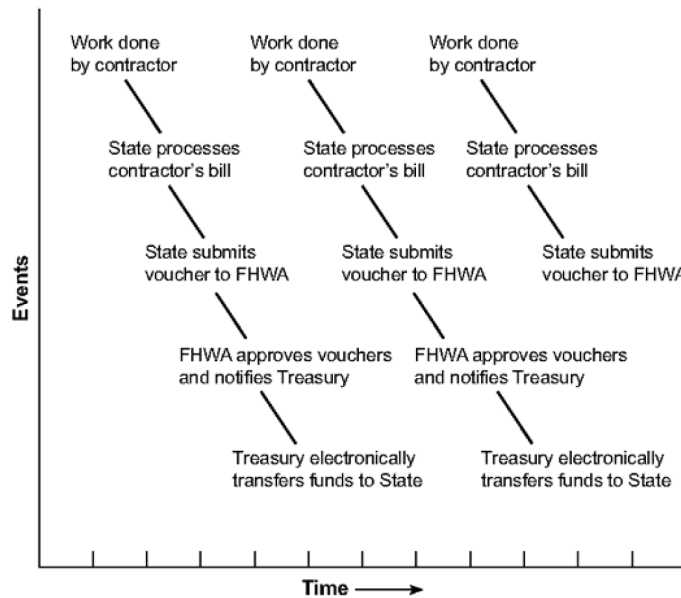 Work done
by contractor
Work done
by contractor
Work done
by contractor
State processes
contractor's bill
State processes
contractor's bill
State processes
contractor's bill
State submits
voucher to FHWA
State submits
voucher to FHWA
State submits
voucher to FHWA
FHWA approves vouchers
and notifies Treasury
FHWA approves vouchers
and notifies Treasury
Treasury electronically
transfers funds to State
Treasury electronically
transfers funds to State
Events
Time